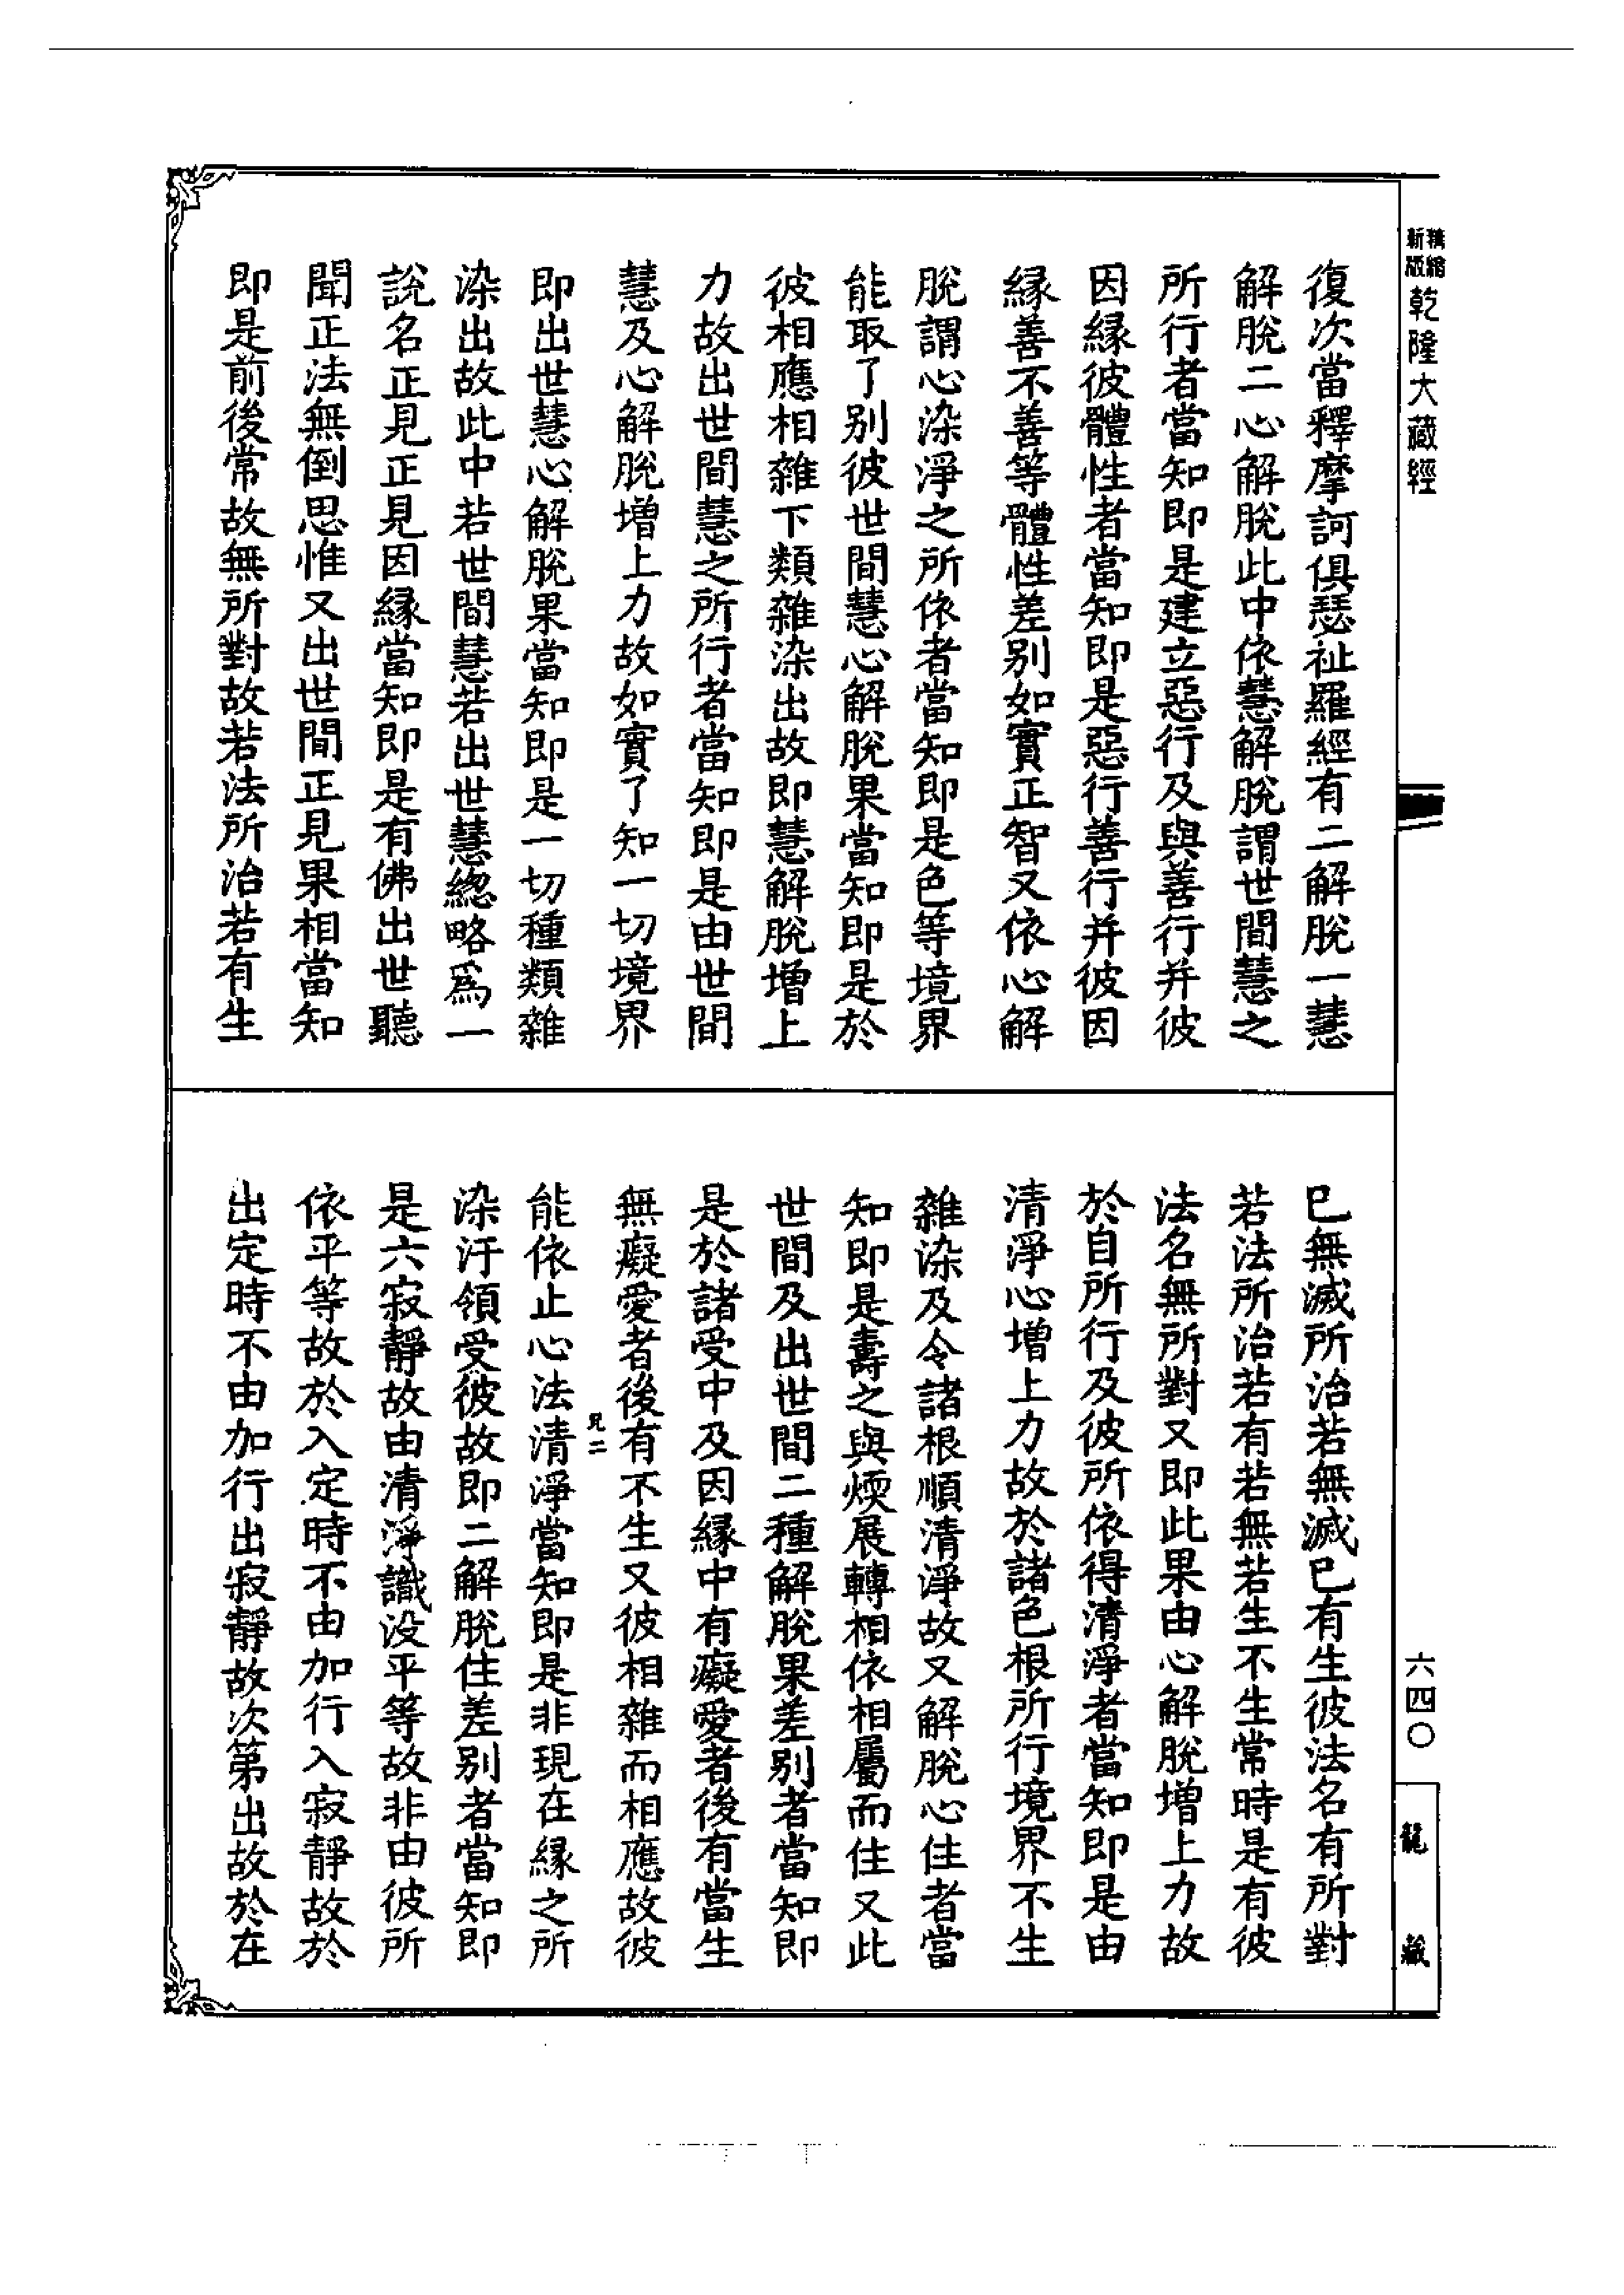 精縮
新版
乾隆大藏經
復次當釋摩訶俱瑟祉羅經有二解脫一慧
解脫二心解脫此中依慧解脫謂世間慧之
所行者當知即是建立惡行及與善行并彼
因緣彼體性者當知即是惡行善行并彼因
緣善不善等體性差别如實正智又依心解
脫謂心染淨之所依者當知即是色等境界
能取了别彼世間慧心解脫果當知即是於
彼相應相雜下類雜染出故即慧解脫增上
力故出世間慧之所行者當知即是由世間
慧及心解脫增上力故如實了知一切境界
即出世慧心解脫果當知即是一切種類雜
染出故此中若世間慧若出世慧緫略爲一
說名正見正見因緣當知即是有佛出世聽
聞正法無倒思惟又出世間正見果相當知
即是前後常故無所對故若法所治若有生
已無滅所治若無滅已有生彼法名有所對
若法所治若有若無若生不生常時是有彼
法名無所對又即此果由心解脫增上力故
於自所行及彼所依得清淨者當知即是由
清淨心增上力故於諸色根所行境界不生
雜染及令諸根順清淨故又解脫心住者當
知即是壽之與煖展轉相依相屬而住又此
世間及出世間二種解脫果差别者當知即
是於諸受中及因緣中有癡愛者後有當生
無癡愛者後有不生又彼相雜而相應故彼
皃二
能依止心法清淨當知即是非現在緣之所
染汙領受彼故即二解脫住差别者當知即
是六寂靜故由清淨識没平等故非由彼所
依平等故於入定時不由加行入寂靜故於
出定時不由加行出寂靜故次第出故於在
六四〇
龍藏